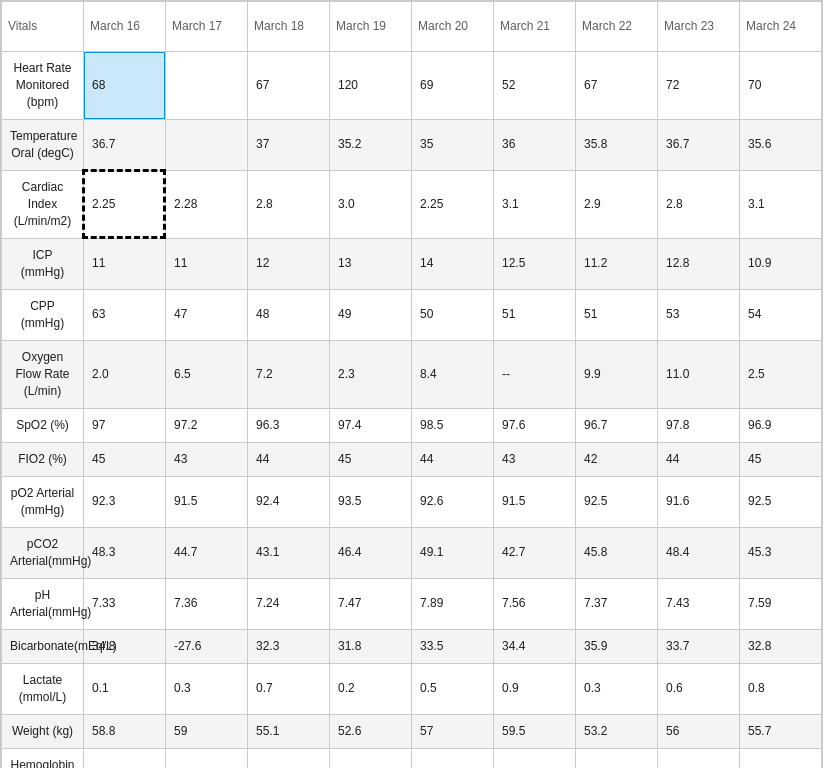 Vitals March 16 March 17 March 18 March 19 March 20 March 21 March 22 March 23 March 24
Heart Rate
Monitored
(bpm)
68 67 120 69 52 67 72 70
Temperature
Oral (degC)
36.7 37 35.2 35 36 35.8 36.7 35.6
Cardiac
Index
(L/min/m2)
2.25 2.28 2.8 3.0 2.25 3.1 2.9 2.8 3.1
ICP
(mmHg)
11 11 12 13 14 12.5 11.2 12.8 10.9
CPP
(mmHg)
63 47 48 49 50 51 51 53 54
Oxygen
Flow Rate
(L/min)
2.0 6.5 7.2 2.3 8.4 -- 9.9 11.0 2.5
SpO2 (%) 97 97.2 96.3 97.4 98.5 97.6 96.7 97.8 96.9
FIO2 (%) 45 43 44 45 44 43 42 44 45
pO2 Arterial
(mmHg)
92.3 91.5 92.4 93.5 92.6 91.5 92.5 91.6 92.5
pCO2
Arterial(mmHg)
48.3 44.7 43.1 46.4 49.1 42.7 45.8 48.4 45.3
pH
Arterial(mmHg)
7.33 7.36 7.24 7.47 7.89 7.56 7.37 7.43 7.59
Bicarbonate(mEq/L) -27.6 32.3 31.8 33.5 34.4 35.9 33.7 32.8
Lactate
(mmol/L)
0.1 0.3 0.7 0.2 0.5 0.9 0.3 0.6 0.8
Weight (kg) 58.8 59 55.1 52.6 57 59.5 53.2 56 55.7
Hemoglobin